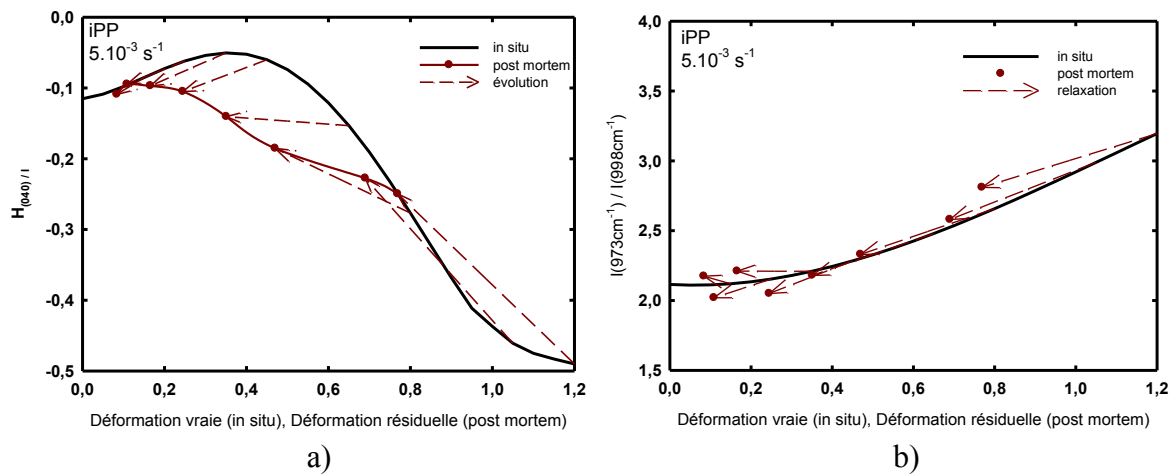 iPP
5.10⁻³ s⁻¹
in situ
post mortem
évolution
0,0
-0,1
-0,2
-0,3
-0,4
-0,5
H(040) / I
0,0 0,2 0,4 0,6 0,8 1,0 1,2
Déformation vraie (in situ), Déformation résiduelle (post mortem)
a)
iPP
5.10⁻³ s⁻¹
in situ
post mortem
relaxation
4,0
3,5
3,0
2,5
2,0
1,5
I(973cm⁻¹) / I(998cm⁻¹)
0,0 0,2 0,4 0,6 0,8 1,0 1,2
Déformation vraie (in situ), Déformation résiduelle (post mortem)
b)